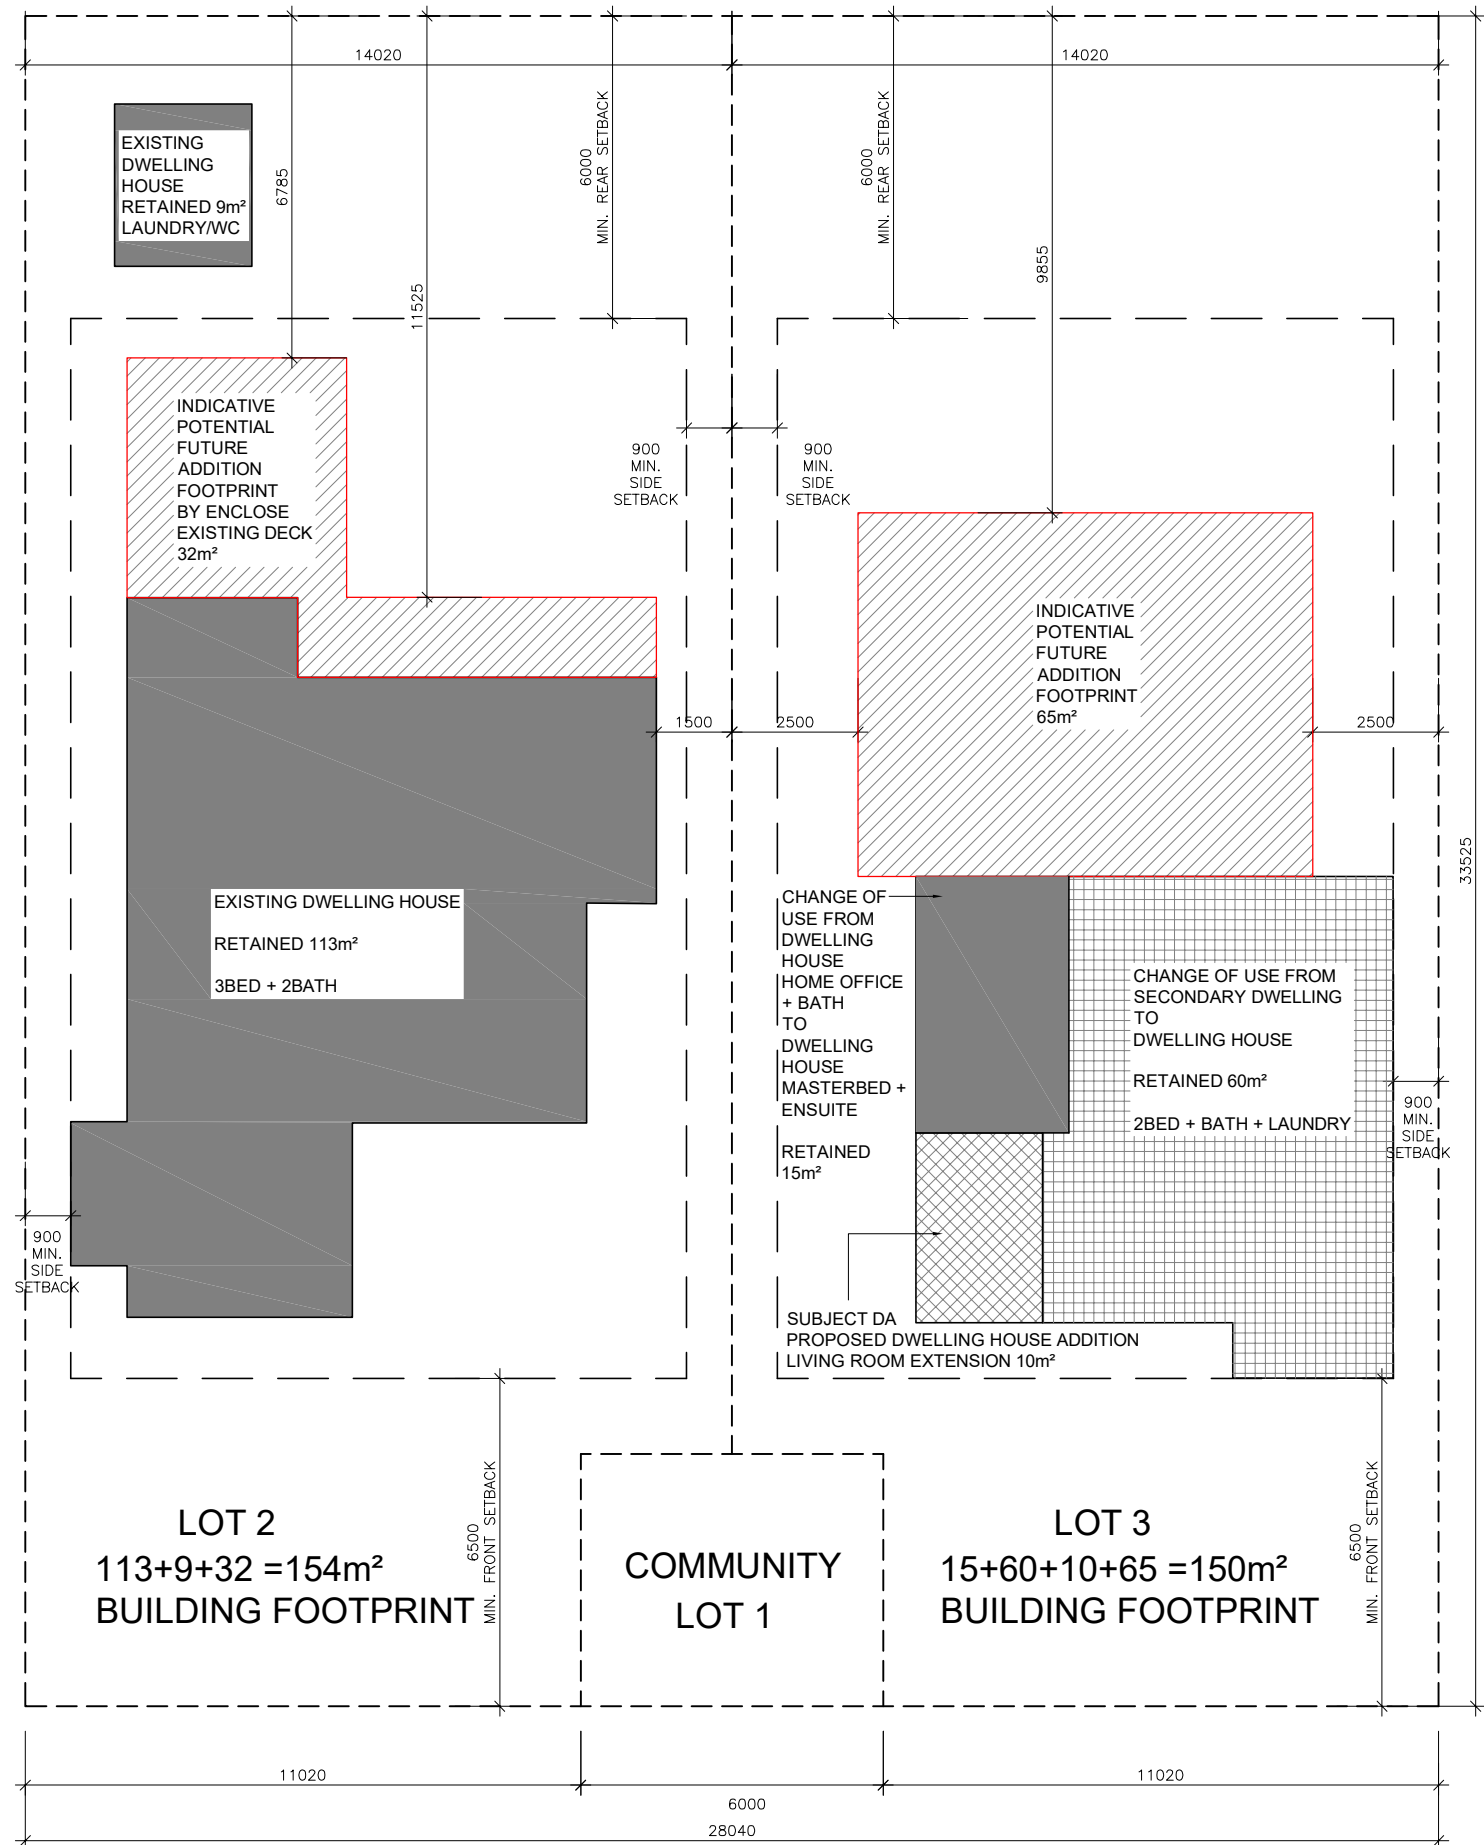 14020
14020
EXISTING
DWELLING
HOUSE
RETAINED 9m²
LAUNDRY/WC
6785
11525
6000
MIN. REAR SETBACK
6000
MIN. REAR SETBACK
9855
INDICATIVE
POTENTIAL
FUTURE
ADDITION
FOOTPRINT
BY ENCLOSE
EXISTING DECK
32m²
900
MIN.
SIDE
SETBACK
900
MIN.
SIDE
SETBACK
INDICATIVE
POTENTIAL
FUTURE
ADDITION
FOOTPRINT
65m²
1500
2500
2500
33525
EXISTING DWELLING HOUSE
RETAINED 113m²
3BED + 2BATH
CHANGE OF
USE FROM
DWELLING
HOUSE
HOME OFFICE
+ BATH
TO
DWELLING
HOUSE
MASTERBED +
ENSUITE
RETAINED
15m²
CHANGE OF USE FROM
SECONDARY DWELLING
TO
DWELLING HOUSE
RETAINED 60m²
2BED + BATH + LAUNDRY
900
MIN.
SIDE
SETBACK
900
MIN.
SIDE
SETBACK
SUBJECT DA
PROPOSED DWELLING HOUSE ADDITION
LIVING ROOM EXTENSION 10m²
LOT 2
113+9+32 =154m²
BUILDING FOOTPRINT
6500
MIN. FRONT SETBACK
COMMUNITY
LOT 1
LOT 3
15+60+10+65 =150m²
BUILDING FOOTPRINT
6500
MIN. FRONT SETBACK
11020
6000
11020
28040